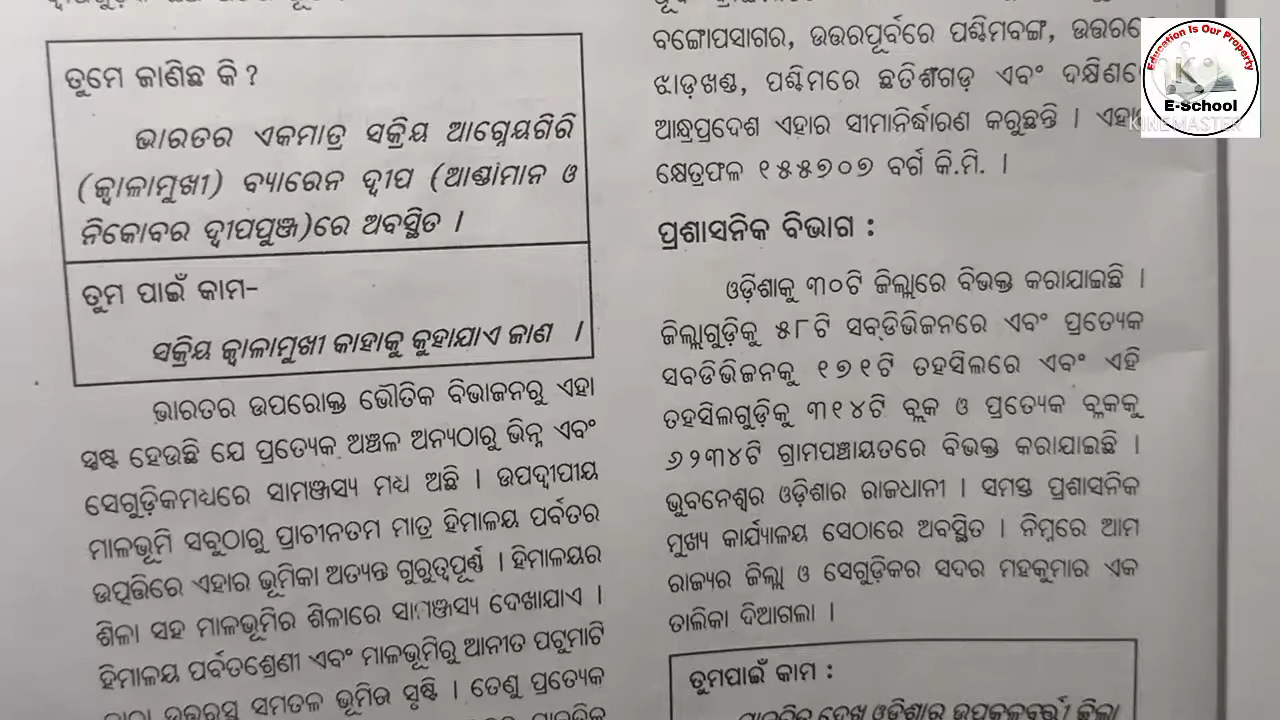 ତୁମେ ଜାଣିଛ କି ?
ଭାରତର ଏକମାତ୍ର ସକ୍ରିୟ ଆଗ୍ନେୟଗିରି
(ଜ୍ୱାଳାମୁଖୀ) ବ୍ୟାରେନ ଦ୍ୱୀପ (ଆଣ୍ଡାମାନ ଓ
ନିକୋବର ଦ୍ୱୀପପୁଞ୍ଜ)ରେ ଅବସ୍ଥିତ ।
ତୁମ ପାଇଁ କାମ-
ସକ୍ରିୟ ଜ୍ୱାଳାମୁଖୀ କାହାକୁ କୁହାଯାଏ ଜାଣ ।
ଭାରତର ଉପରୋକ୍ତ ଭୌତିକ ବିଭାଜନରୁ ଏହା
ସ୍ପଷ୍ଟ ହେଉଛି ଯେ ପ୍ରତ୍ୟେକ ଅଞ୍ଚଳ ଅନ୍ୟଠାରୁ ଭିନ୍ନ ଏବଂ
ସେଗୁଡ଼ିକମଧ୍ୟରେ ସାମଞ୍ଜସ୍ୟ ମଧ୍ୟ ଅଛି । ଉପଦ୍ୱୀପୀୟ
ମାଳଭୂମି ସବୁଠାରୁ ପ୍ରାଚୀନତମ ମାତ୍ର ହିମାଳୟ ପର୍ବତର
ଉତ୍ପତ୍ତିରେ ଏହାର ଭୂମିକା ଅତ୍ୟନ୍ତ ଗୁରୁତ୍ୱପୂର୍ଣ୍ଣ । ହିମାଳୟର
ଶିଳା ସହ ମାଳଭୂମିର ଶିଳାରେ ସାମଞ୍ଜସ୍ୟ ଦେଖାଯାଏ ।
ହିମାଳୟ ପର୍ବତଶ୍ରେଣୀ ଏବଂ ମାଳଭୂମିରୁ ଆନୀତ ପଟୁମାଟି
ଉତ୍ତରସ୍ଥ ସମତଳ ଭୂମିର ସୃଷ୍ଟି । ତେଣୁ ପ୍ରତ୍ୟେକ
ବଙ୍ଗୋପସାଗର, ଉତ୍ତରପୂର୍ବରେ ପଶ୍ଚିମବଙ୍ଗ,
ଝାଡ଼ଖଣ୍ଡ, ପଶ୍ଚିମରେ ଛତିଶଗଡ଼ ଏବଂ
ଆନ୍ଧ୍ରପ୍ରଦେଶ ଏହାର ସୀମାନିର୍ଦ୍ଧାରଣ କରୁଛନ୍ତି ।
କ୍ଷେତ୍ରଫଳ ୧୫୫୭୦୭ ବର୍ଗ କି.ମି. ।
ପ୍ରଶାସନିକ ବିଭାଗ :
ଓଡ଼ିଶାକୁ ୩୦ଟି ଜିଲ୍ଲାରେ ବିଭକ୍ତ କରାଯାଇଛି ।
ଜିଲ୍ଲାଗୁଡ଼ିକୁ ୫୮ଟି ସବ୍‌ଡିଭିଜନରେ ଏବଂ ପ୍ରତ୍ୟେକ
ସବଡିଭିଜନକୁ ୧୭୧ଟି ତହସିଲରେ ଏବଂ ଏହି
ତହସିଲଗୁଡ଼ିକୁ ୩୧୪ଟି ବ୍ଲକ ଓ ପ୍ରତ୍ୟେକ ବ୍ଲକକୁ
୬୨୩୪ଟି ଗ୍ରାମପଞ୍ଚାୟତରେ ବିଭକ୍ତ କରାଯାଇଛି ।
ଭୁବନେଶ୍ୱର ଓଡ଼ିଶାର ରାଜଧାନୀ । ସମସ୍ତ ପ୍ରଶାସନିକ
ମୁଖ୍ୟ କାର୍ଯ୍ୟାଳୟ ସେଠାରେ ଅବସ୍ଥିତ । ନିମ୍ନରେ ଆମ
ରାଜ୍ୟର ଜିଲ୍ଲା ଓ ସେଗୁଡ଼ିକର ସଦର ମହକୁମାର ଏକ
ତାଲିକା ଦିଆଗଲା ।
ତୁମପାଇଁ କାମ :
ଓଡ଼ିଶାର ଉପକୂଳବର୍ତ୍ତୀ ଜିଲ୍ଲା
Education Is Our Property
K
E-school
KINEMASTER